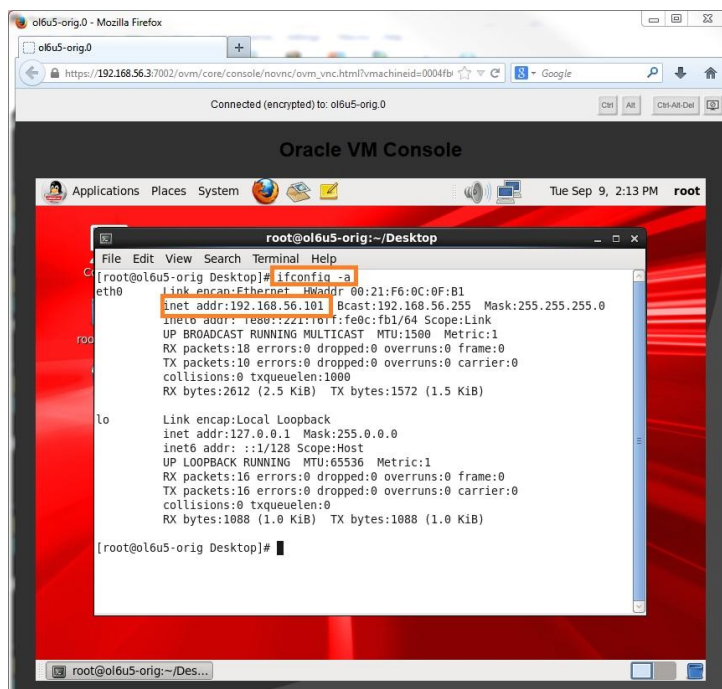 ol6u5-orig.0 - Mozilla Firefox
ol6u5-orig.0 +
https://192.168.56.3:7002/ovm/core/console/novnc/ovm_vnc.html?vmachineid=0004fb Google
Connected (encrypted) to: ol6u5-orig.0 Ctrl Alt Ctrl-Alt-Del
Oracle VM Console
Applications Places System Tue Sep 9, 2:13 PM root
root@ol6u5-orig:~/Desktop
File Edit View Search Terminal Help
[root@ol6u5-orig Desktop]# ifconfig -a
eth0 Link encap:Ethernet HWaddr 00:21:F6:0C:0F:B1
inet addr:192.168.56.101 Bcast:192.168.56.255 Mask:255.255.255.0
inet6 addr: fe80::221:f6ff:fe0c:fb1/64 Scope:Link
UP BROADCAST RUNNING MULTICAST MTU:1500 Metric:1
RX packets:18 errors:0 dropped:0 overruns:0 frame:0
TX packets:10 errors:0 dropped:0 overruns:0 carrier:0
collisions:0 txqueuelen:1000
RX bytes:2612 (2.5 KiB) TX bytes:1572 (1.5 KiB)
lo Link encap:Local Loopback
inet addr:127.0.0.1 Mask:255.0.0.0
inet6 addr: ::1/128 Scope:Host
UP LOOPBACK RUNNING MTU:65536 Metric:1
RX packets:16 errors:0 dropped:0 overruns:0 frame:0
TX packets:16 errors:0 dropped:0 overruns:0 carrier:0
collisions:0 txqueuelen:0
RX bytes:1088 (1.0 KiB) TX bytes:1088 (1.0 KiB)
[root@ol6u5-orig Desktop]#
root@ol6u5-orig:~/Des...